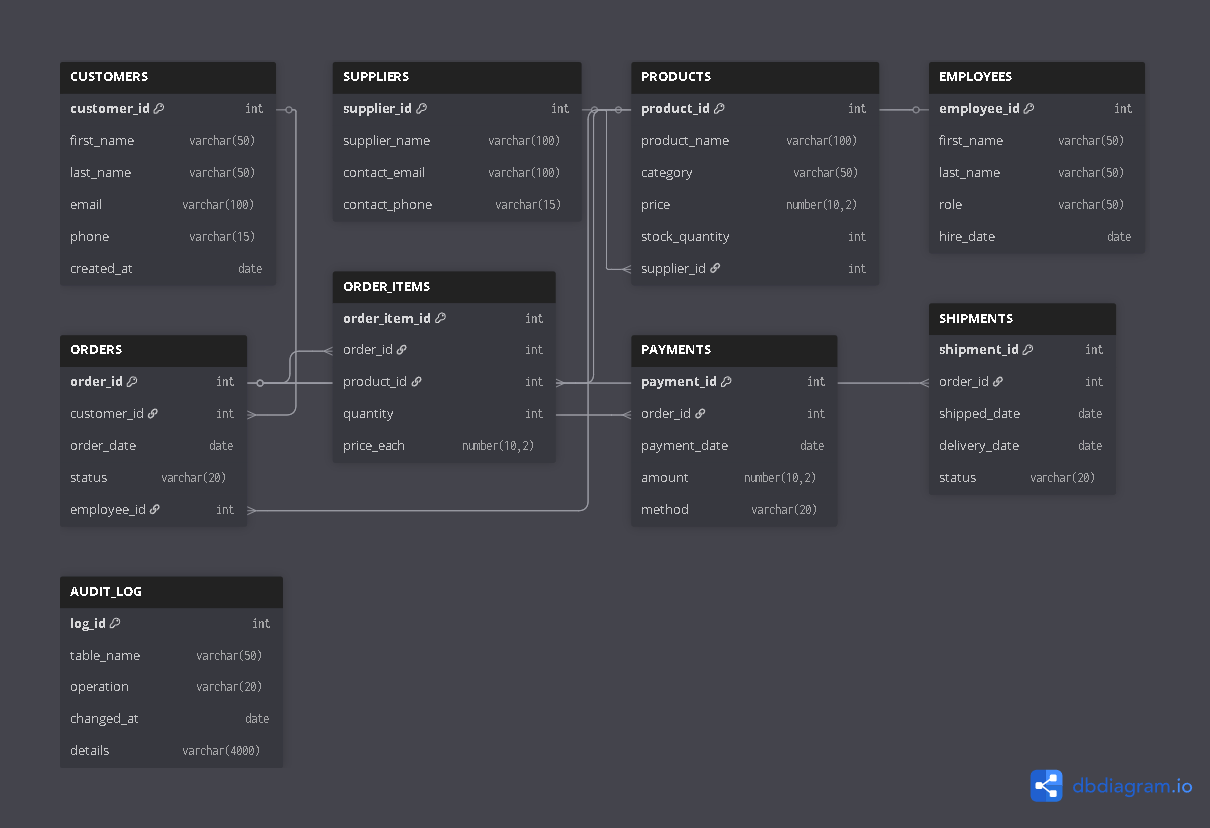 CUSTOMERS
customer_id int
first_name varchar(50)
last_name varchar(50)
email varchar(100)
phone varchar(15)
created_at date
SUPPLIERS
supplier_id int
supplier_name varchar(100)
contact_email varchar(100)
contact_phone varchar(15)
PRODUCTS
product_id int
product_name varchar(100)
category varchar(50)
price number(10,2)
stock_quantity int
supplier_id int
EMPLOYEES
employee_id int
first_name varchar(50)
last_name varchar(50)
role varchar(50)
hire_date date
ORDERS
order_id int
customer_id int
order_date date
status varchar(20)
employee_id int
ORDER_ITEMS
order_item_id int
order_id int
product_id int
quantity int
price_each number(10,2)
PAYMENTS
payment_id int
order_id int
payment_date date
amount number(10,2)
method varchar(20)
SHIPMENTS
shipment_id int
order_id int
shipped_date date
delivery_date date
status varchar(20)
AUDIT_LOG
log_id int
table_name varchar(50)
operation varchar(20)
changed_at date
details varchar(4000)
dbdiagram.io